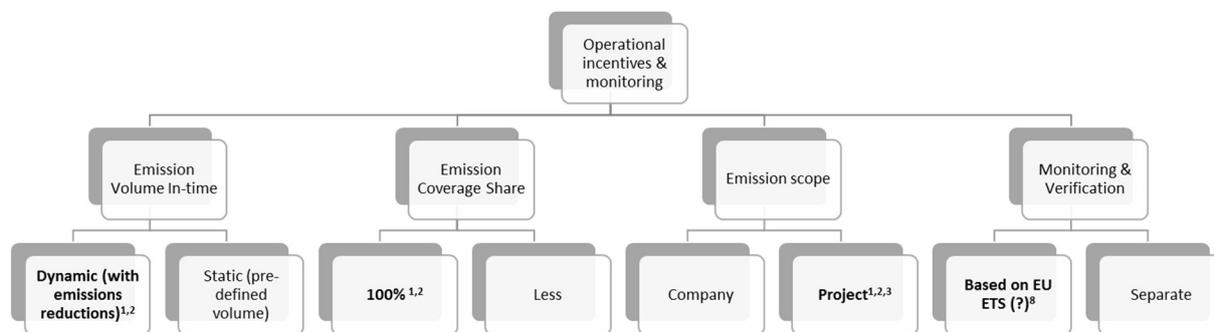 Operational
incentives &
monitoring
Emission
Volume In-time
Emission
Coverage Share
Emission scope
Monitoring &
Verification
Dynamic (with
emissions
reductions)1,2
Static (pre-
defined
volume)
100% 1,2
Less
Company
Project1,2,3
Based on EU
ETS (?)8
Separate